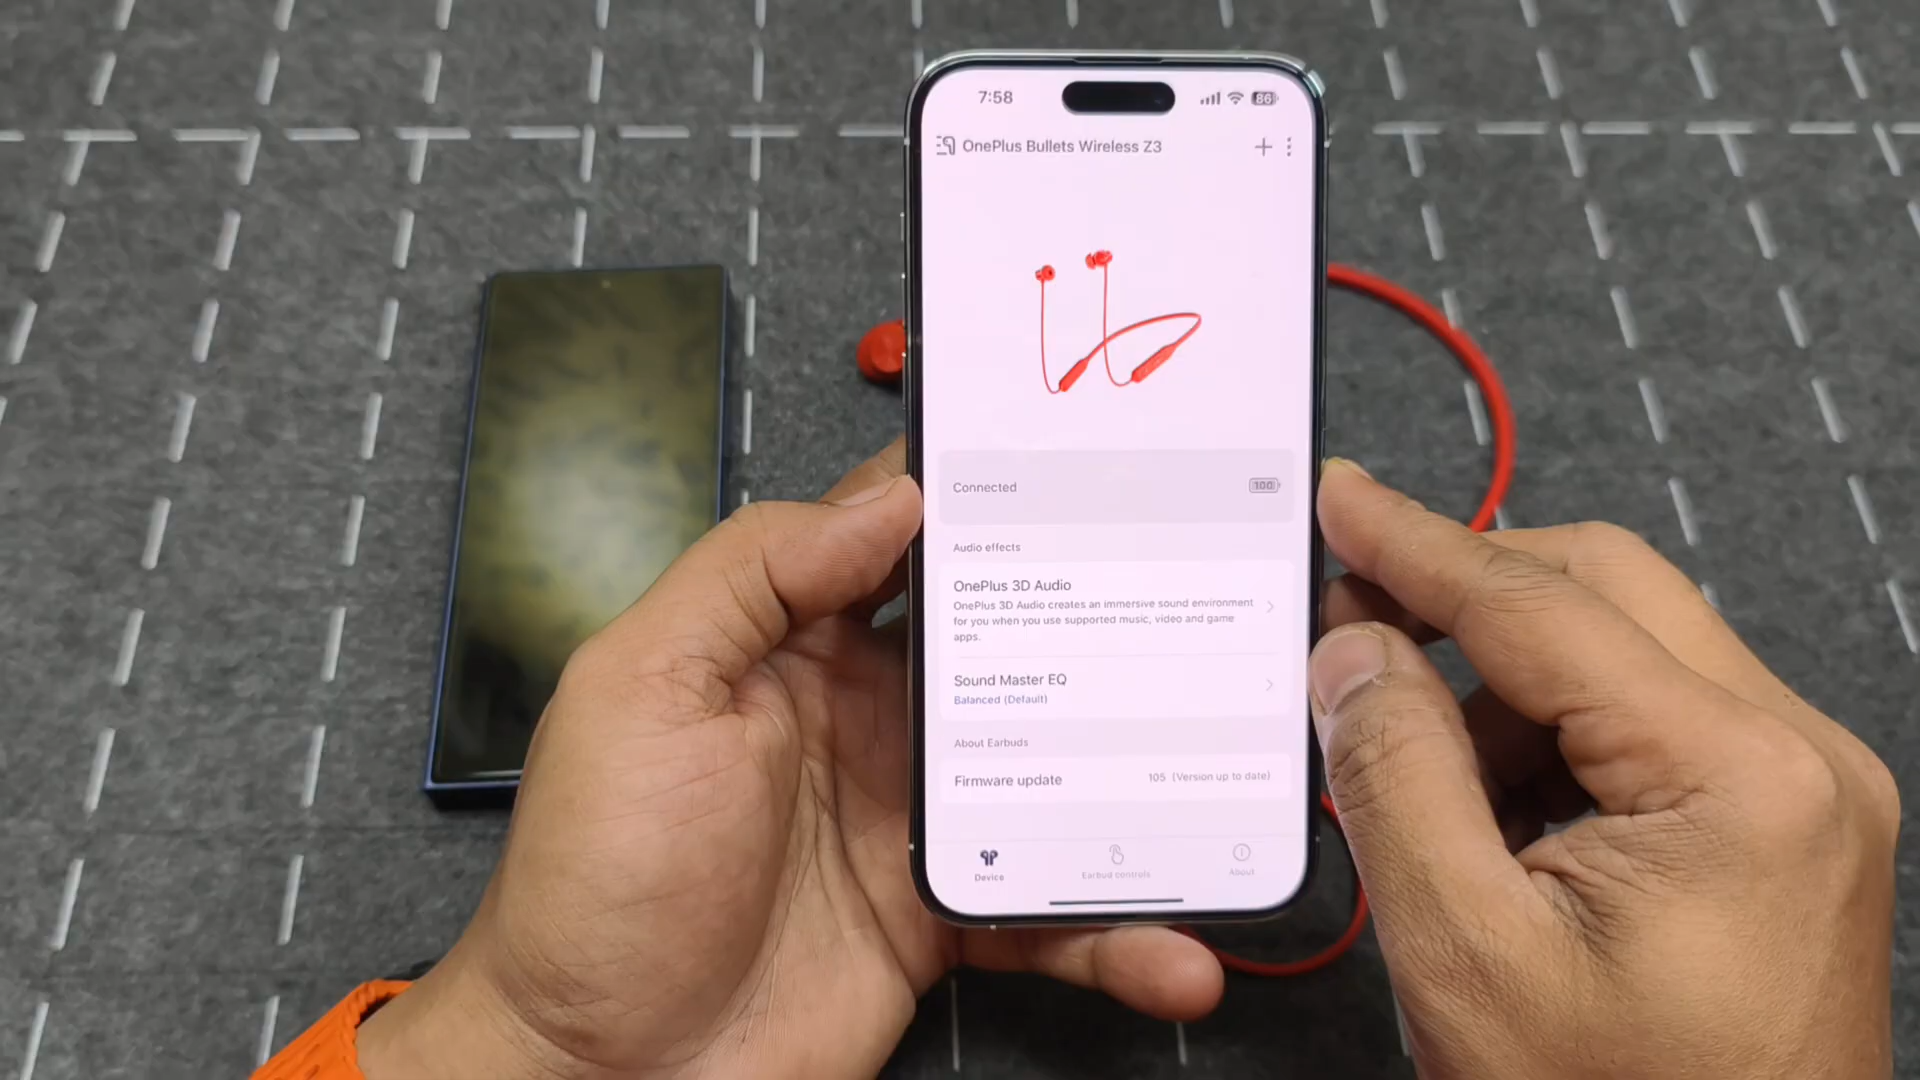 7:58
86
OnePlus Bullets Wireless Z3
Connected
100
Audio effects
OnePlus 3D Audio
OnePlus 3D Audio creates an immersive sound environment
for you when you use supported music, video and game
apps.
Sound Master EQ
Balanced (Default)
About Earbuds
Firmware update
105 (Version up to date)
Device
Earbud controls
About